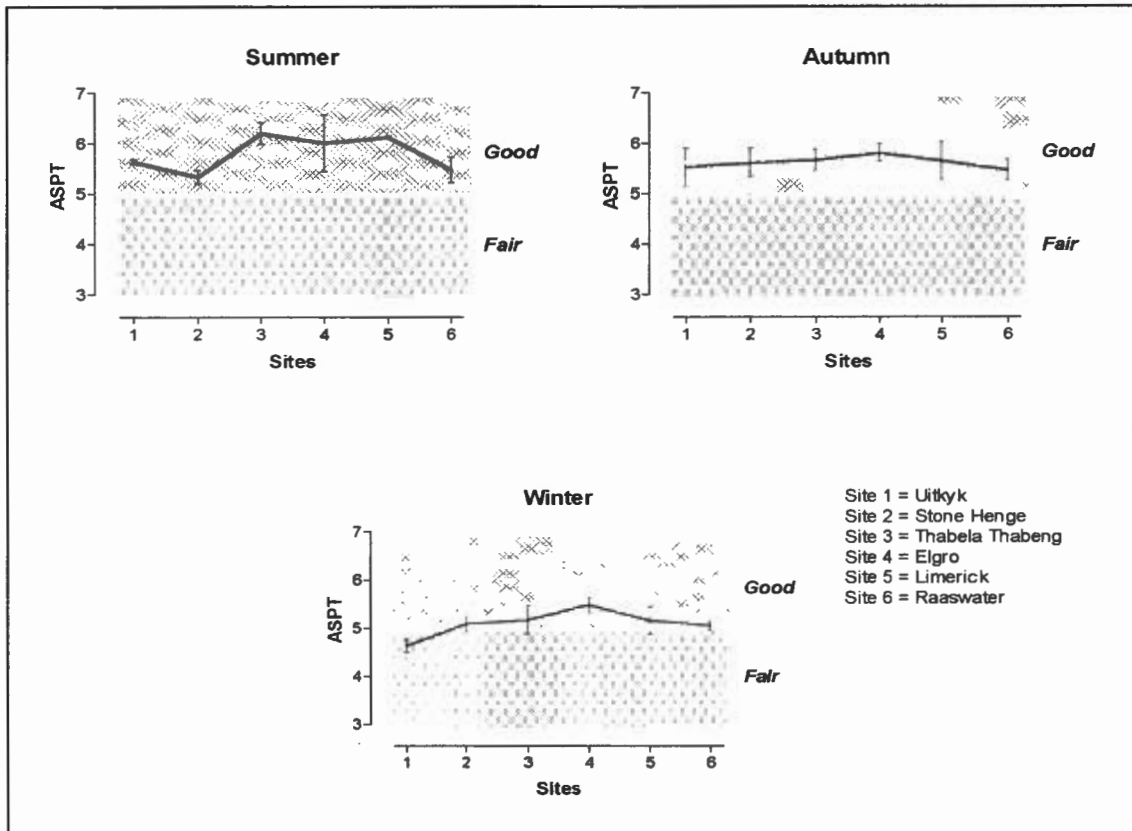 Summer
7
6
5
4
3
ASPT
Good
Fair
1 2 3 4 5 6
Sites
Autumn
7
6
5
4
3
ASPT
Good
Fair
1 2 3 4 5 6
Sites
Winter
7
6
5
4
3
ASPT
Good
Fair
1 2 3 4 5 6
Sites
Site 1 = Uitkyk
Site 2 = Stone Henge
Site 3 = Thabela Thabeng
Site 4 = Elgro
Site 5 = Limerick
Site 6 = Raaswater